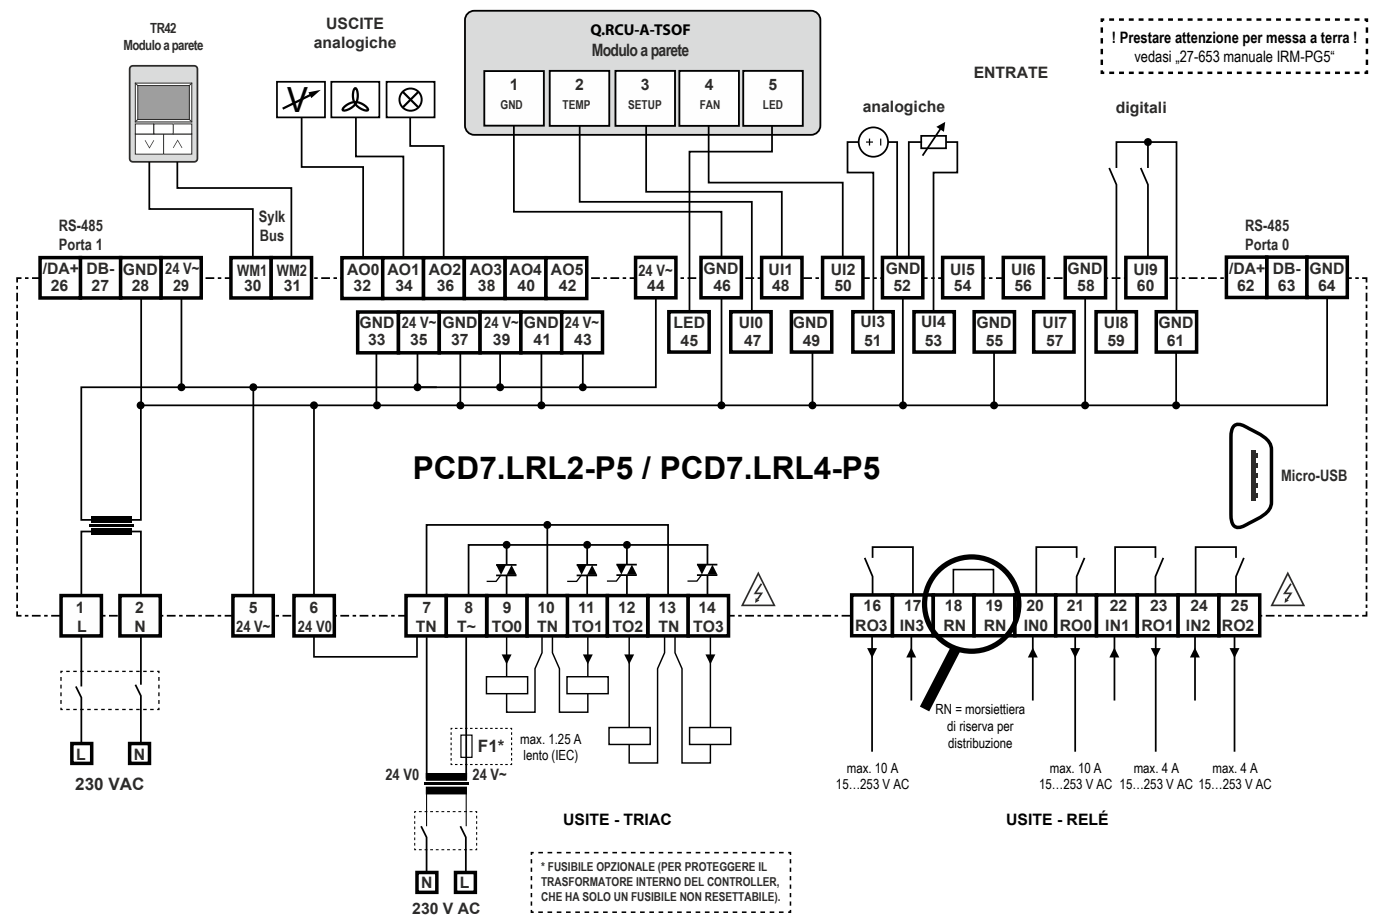 TR42
Modulo a parete
USCITE
analogiche
Q.RCU-A-TSOF
Modulo a parete
1
GND
2
TEMP
3
SETUP
4
FAN
5
LED
ENTRATE
analogiche
digitali
! Prestare attenzione per messa a terra !
vedasi „27-653 manuale IRM-PG5“
RS-485
Porta 1
Sylk
Bus
RS-485
Porta 0
/DA+
26
DB-
27
GND
28
24 V~
29
WM1
30
WM2
31
AO0
32
AO1
34
AO2
36
AO3
38
AO4
40
AO5
42
24 V~
44
GND
46
UI1
48
UI2
50
GND
52
UI5
54
UI6
56
GND
58
UI9
60
/DA+
62
DB-
63
GND
64
GND
33
24 V~
35
GND
37
24 V~
39
GND
41
24 V~
43
LED
45
UI0
47
GND
49
UI3
51
UI4
53
GND
55
UI7
57
UI8
59
GND
61
PCD7.LRL2-P5 / PCD7.LRL4-P5
Micro-USB
1
L
2
N
5
24 V~
6
24 V0
7
TN
8
T~
9
TO0
10
TN
11
TO1
12
TO2
13
TN
14
TO3
16
RO3
17
IN3
18
RN
19
RN
20
IN0
21
RO0
22
IN1
23
RO1
24
IN2
25
RO2
L
N
230 VAC
F1*
max. 1.25 A
lento (IEC)
24 V0
24 V~
N
L
230 V AC
USITE - TRIAC
* FUSIBILE OPZIONALE (PER PROTEGGERE IL
TRASFORMATORE INTERNO DEL CONTROLLER,
CHE HA SOLO UN FUSIBILE NON RESETTABILE).
RN = morsiettiera
di riserva per
distribuzione
max. 10 A
15...253 V AC
max. 10 A
15...253 V AC
max. 4 A
15...253 V AC
max. 4 A
15...253 V AC
USITE - RELÉ